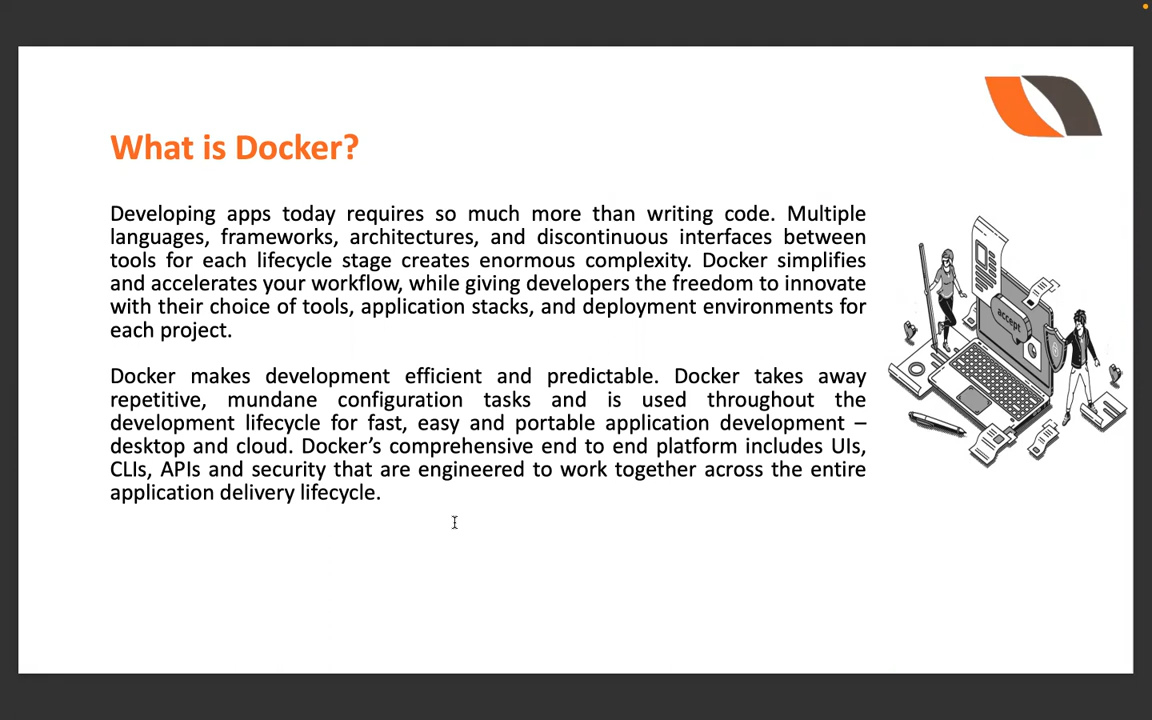 What is Docker?
Developing apps today requires so much more than writing code. Multiple
languages, frameworks, architectures, and discontinuous interfaces between
tools for each lifecycle stage creates enormous complexity. Docker simplifies
and accelerates your workflow, while giving developers the freedom to innovate
with their choice of tools, application stacks, and deployment environments for
each project.
Docker makes development efficient and predictable. Docker takes away
repetitive, mundane configuration tasks and is used throughout the
development lifecycle for fast, easy and portable application development –
desktop and cloud. Docker’s comprehensive end to end platform includes UIs,
CLIs, APIs and security that are engineered to work together across the entire
application delivery lifecycle.
accept